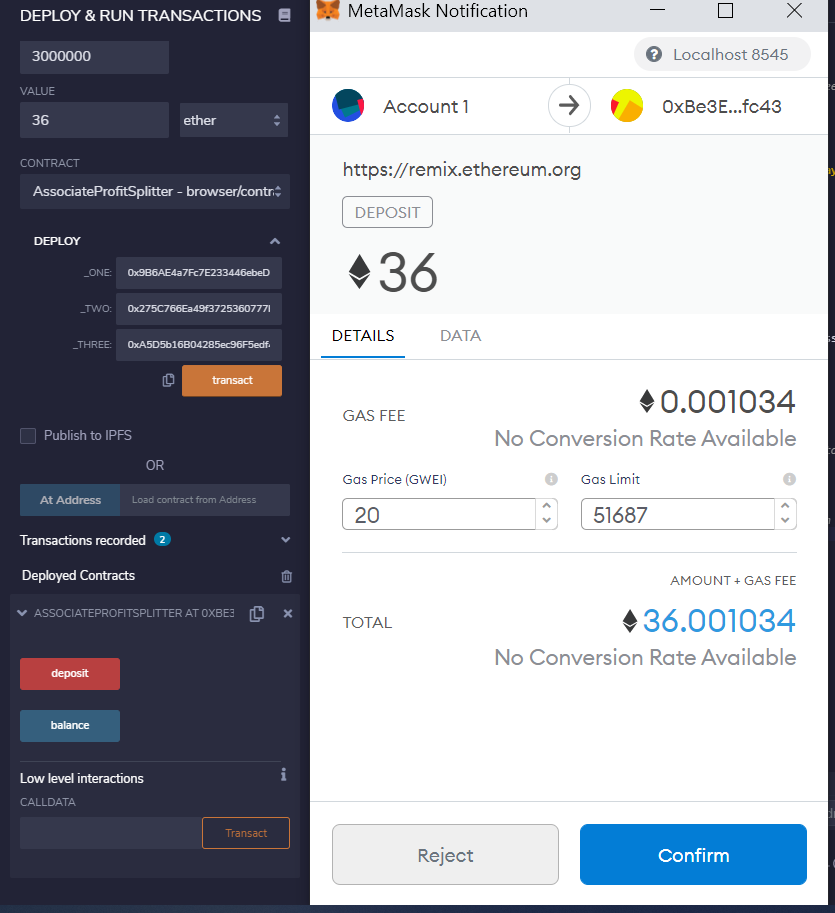 DEPLOY & RUN TRANSACTIONS
3000000
VALUE
36
ether
CONTRACT
AssociateProfitSplitter - browser/contra
DEPLOY
_ONE: 0x9B6AE4a7Fc7E233446ebeD
_TWO: 0x275C766Ea49f3725360777
_THREE: 0xA5D5b16B04285ec96F5edf
transact
Publish to IPFS
OR
At Address
Load contract from Address
Transactions recorded 2
Deployed Contracts
ASSOCIATEPROFITSPLITTER AT 0XBE3
deposit
balance
Low level interactions
CALLDATA
Transact
MetaMask Notification
Localhost 8545
Account 1
0xBe3E...fc43
https://remix.ethereum.org
DEPOSIT
36
DETAILS
DATA
GAS FEE
0.001034
No Conversion Rate Available
Gas Price (GWEI)
Gas Limit
20
51687
AMOUNT + GAS FEE
TOTAL
36.001034
No Conversion Rate Available
Reject
Confirm